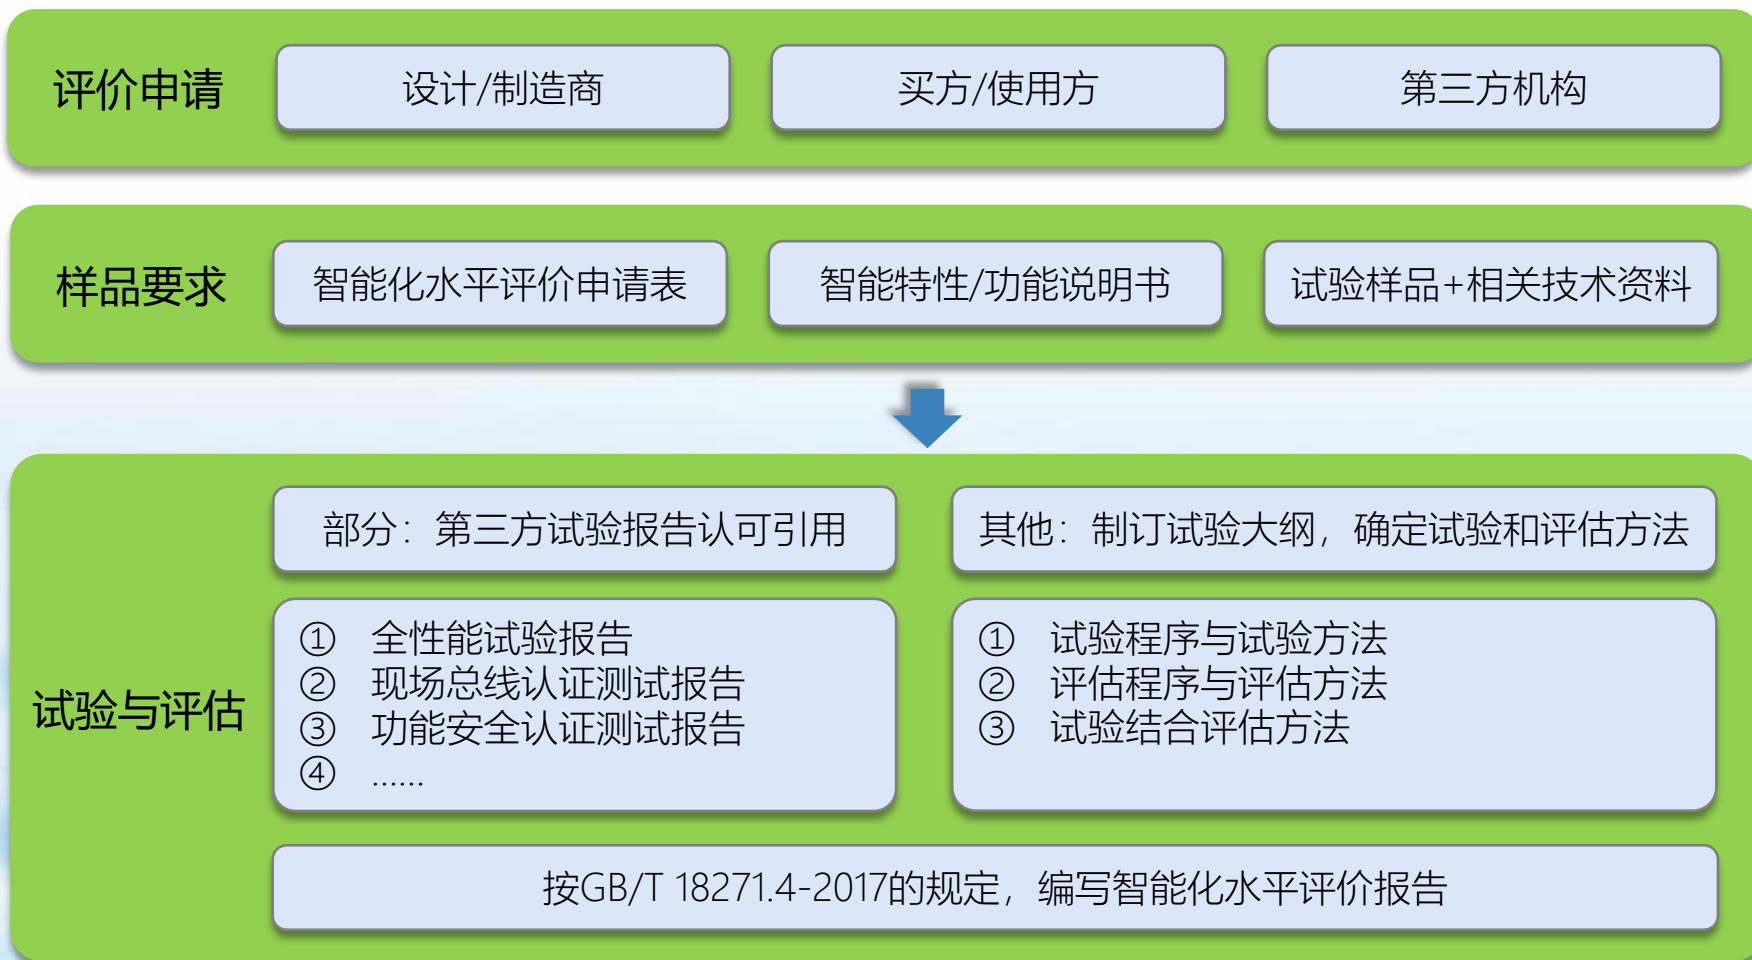 评价申请
设计/制造商
买方/使用方
第三方机构
样品要求
智能化水平评价申请表
智能特性/功能说明书
试验样品+相关技术资料
试验与评估
部分：第三方试验报告认可引用
其他：制订试验大纲，确定试验和评估方法
① 全性能试验报告
② 现场总线认证测试报告
③ 功能安全认证测试报告
④ ……
① 试验程序与试验方法
② 评估程序与评估方法
③ 试验结合评估方法
按GB/T 18271.4-2017的规定，编写智能化水平评价报告